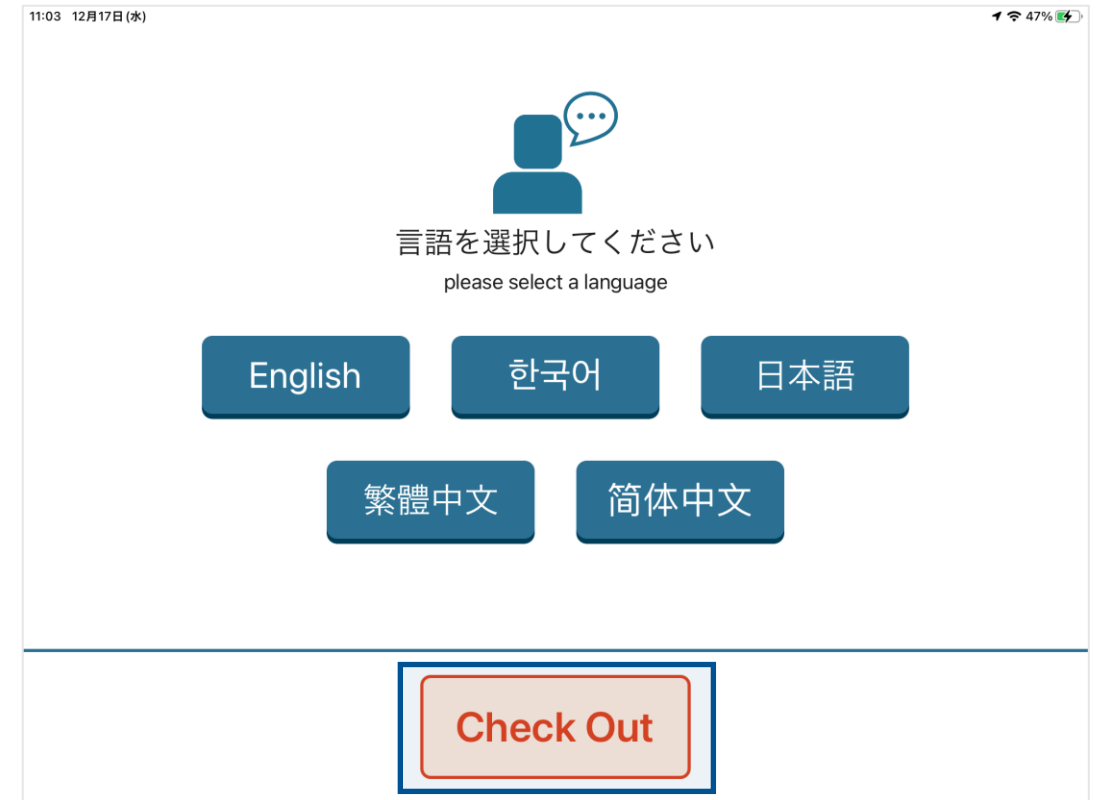 11:03 12月17日(水) 47%
言語を選択してください
please select a language
English 한국어 日本語
繁體中文 简体中文
Check Out